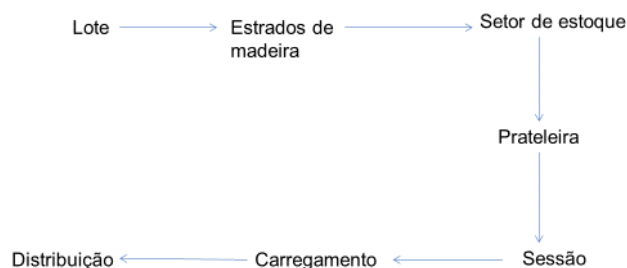 Lote
Estrados de
madeira
Setor de estoque
Prateleira
Sessão
Carregamento
Distribuição